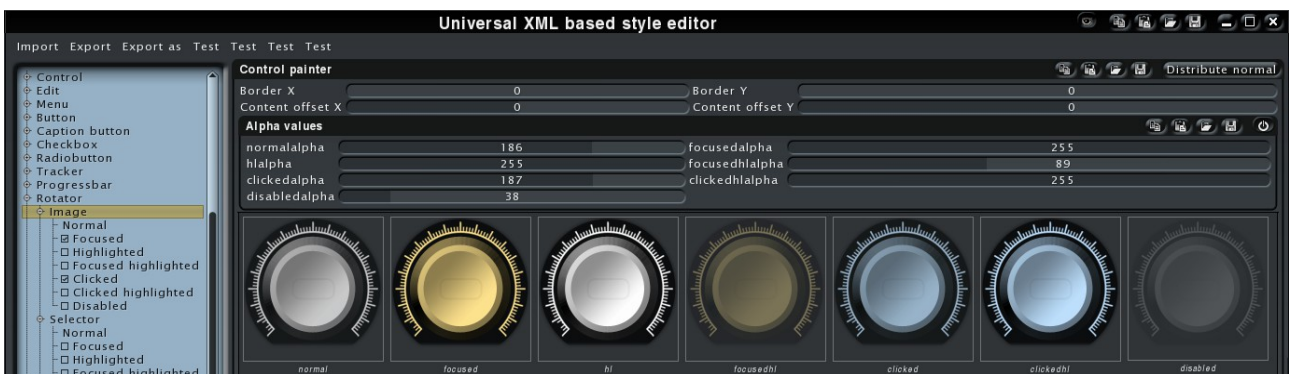 Universal XML based style editor
Import Export Export as Test Test Test Test
Control
Edit
Menu
Button
Caption button
Checkbox
Radiobutton
Tracker
Progressbar
Rotator
Image
Normal
Focused
Highlighted
Focused highlighted
Clicked
Clicked highlighted
Disabled
Selector
Normal
Focused
Highlighted
Focused highlighted
Control painter Distribute normal
Border X 0 Border Y 0
Content offset X 0 Content offset Y 0
Alpha values
normalalpha 186 focusedalpha 255
hlalpha 255 focusedhlalpha 89
clickedalpha 187 clickedhlalpha 255
disabledalpha 38
normal focused hl focusedhl clicked clickedhl disabled